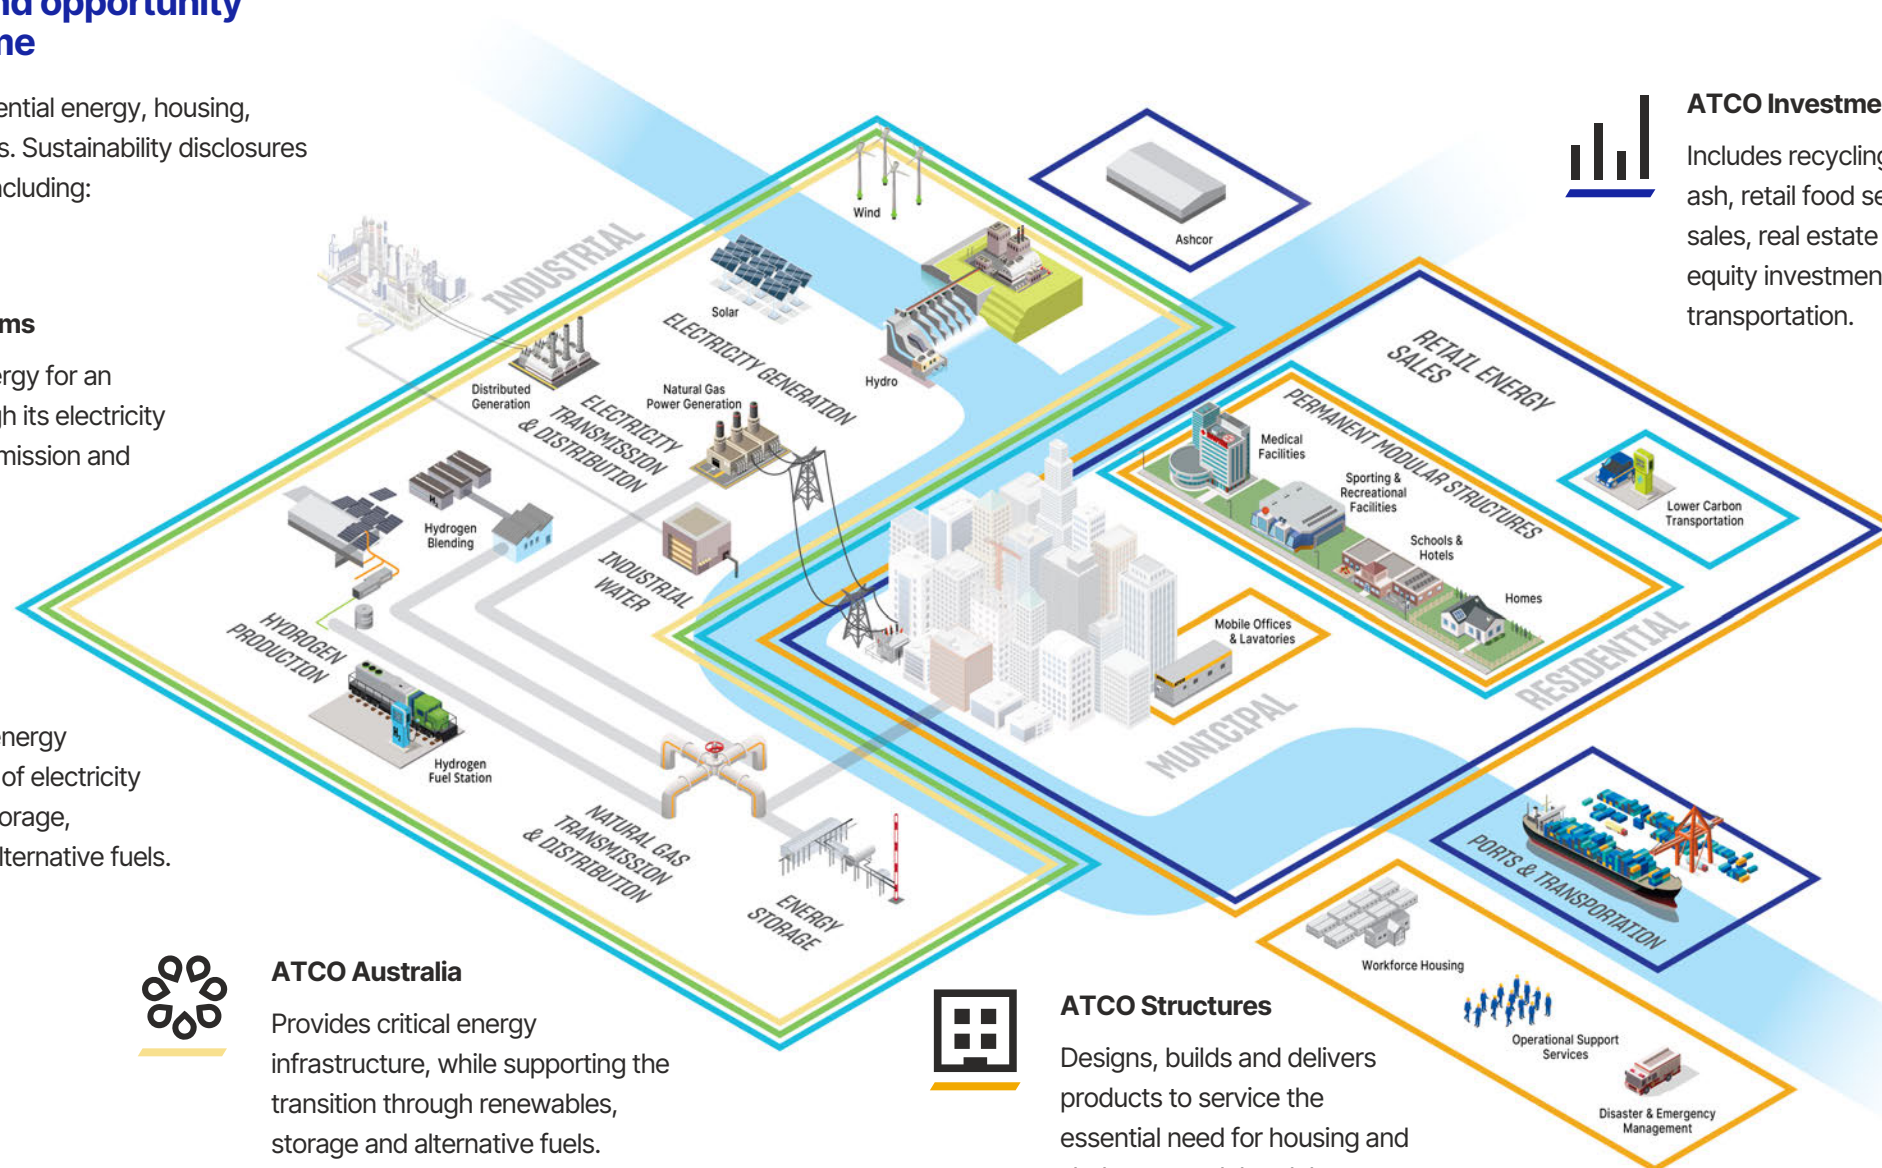 nd opportunity
ne
ential energy, housing,
s. Sustainability disclosures
ncluding:
ms
ergy for an
gh its electricity
mission and
energy
of electricity
orage,
lternative fuels.
INDUSTRIAL
Wind
Solar
ELECTRICITY GENERATION
Hydro
Distributed
Generation
Natural Gas
Power Generation
ELECTRICITY
TRANSMISSION
& DISTRIBUTION
Hydrogen
Blending
INDUSTRIAL
WATER
HYDROGEN
PRODUCTION
Hydrogen
Fuel Station
NATURAL GAS
TRANSMISSION
& DISTRIBUTION
ENERGY
STORAGE
Ashcor
RETAIL ENERGY
SALES
PERMANENT MODULAR STRUCTURES
Medical
Facilities
Sporting &
Recreational
Facilities
Schools &
Hotels
Homes
Lower Carbon
Transportation
Mobile Offices
& Lavatories
MUNICIPAL
RESIDENTIAL
PORTS & TRANSPORTATION
Workforce Housing
Operational Support
Services
Disaster & Emergency
Management
ATCO Investme
Includes recycling
ash, retail food se
sales, real estate
equity investmen
transportation.
ATCO Australia
Provides critical energy
infrastructure, while supporting the
transition through renewables,
storage and alternative fuels.
ATCO Structures
Designs, builds and delivers
products to service the
essential need for housing and